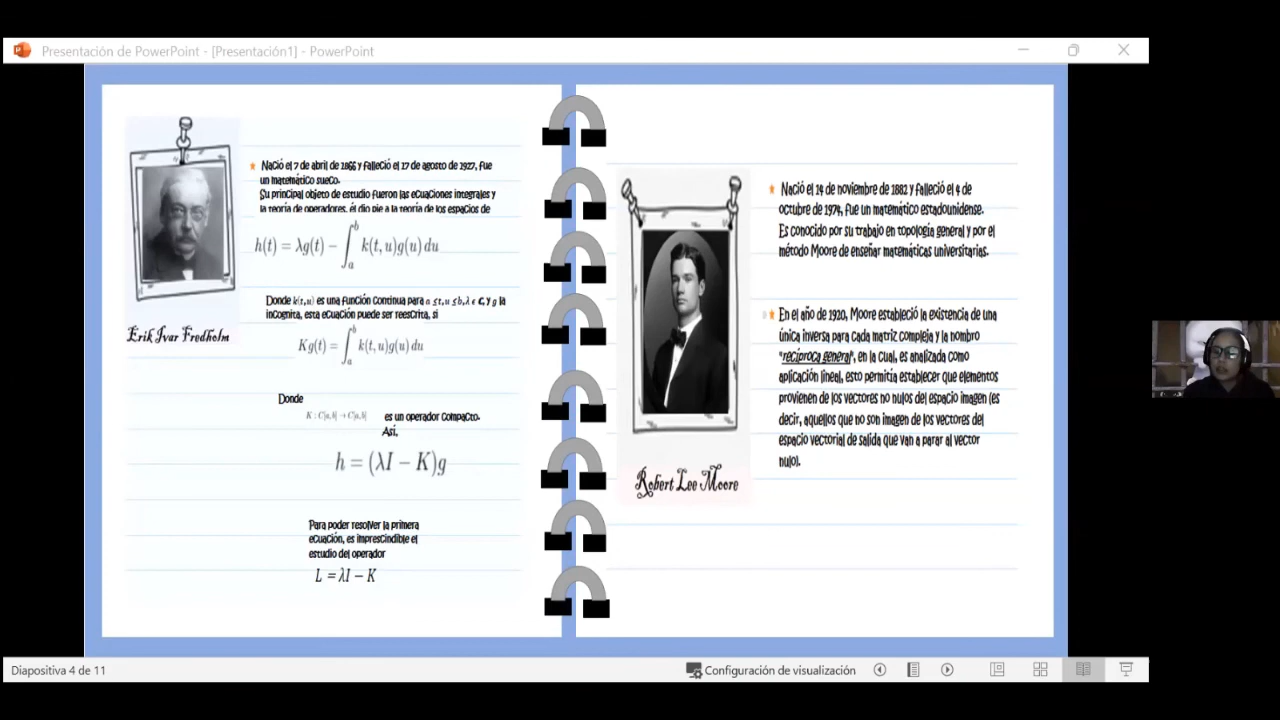 Presentación de PowerPoint - [Presentación1] - PowerPoint
Nació el 7 de abril de 1866 y falleció el 17 de agosto de 1927, fue
un matemático sueco.
Su principal objeto de estudio fueron las ecuaciones integrales y
la teoría de operadores, él dio pie a la teoría de los espacios de
h(t) = λg(t) − ∫_a^b k(t, u)g(u) du
Donde k(t, u) es una función continua para a ≤ t, u ≤ b, λ ∈ C, y g la
incognita, esta ecuación puede ser reescrita, si
Kg(t) = ∫_a^b k(t, u)g(u) du
Donde
K : C[a, b] → C[a, b] es un operador compacto.
Así,
h = (λI − K)g
Para poder resolver la primera
ecuación, es imprescindible el
estudio del operador
L = λI − K
Erik Ivar Fredholm
Nació el 14 de noviembre de 1882 y falleció el 4 de
octubre de 1974, fue un matemático estadounidense.
Es conocido por su trabajo en topología general y por el
método Moore de enseñar matemáticas universitarias.
En el año de 1920, Moore estableció la existencia de una
única inversa para cada matriz compleja y la nombro
"recíproca general", en la cual, es analizada como
aplicación lineal, esto permitía establecer que elementos
provienen de los vectores no nulos del espacio imagen (es
decir, aquellos que no son imagen de los vectores del
espacio vectorial de salida que van a parar al vector
nulo).
Robert Lee Moore
Diapositiva 4 de 11
Configuración de visualización